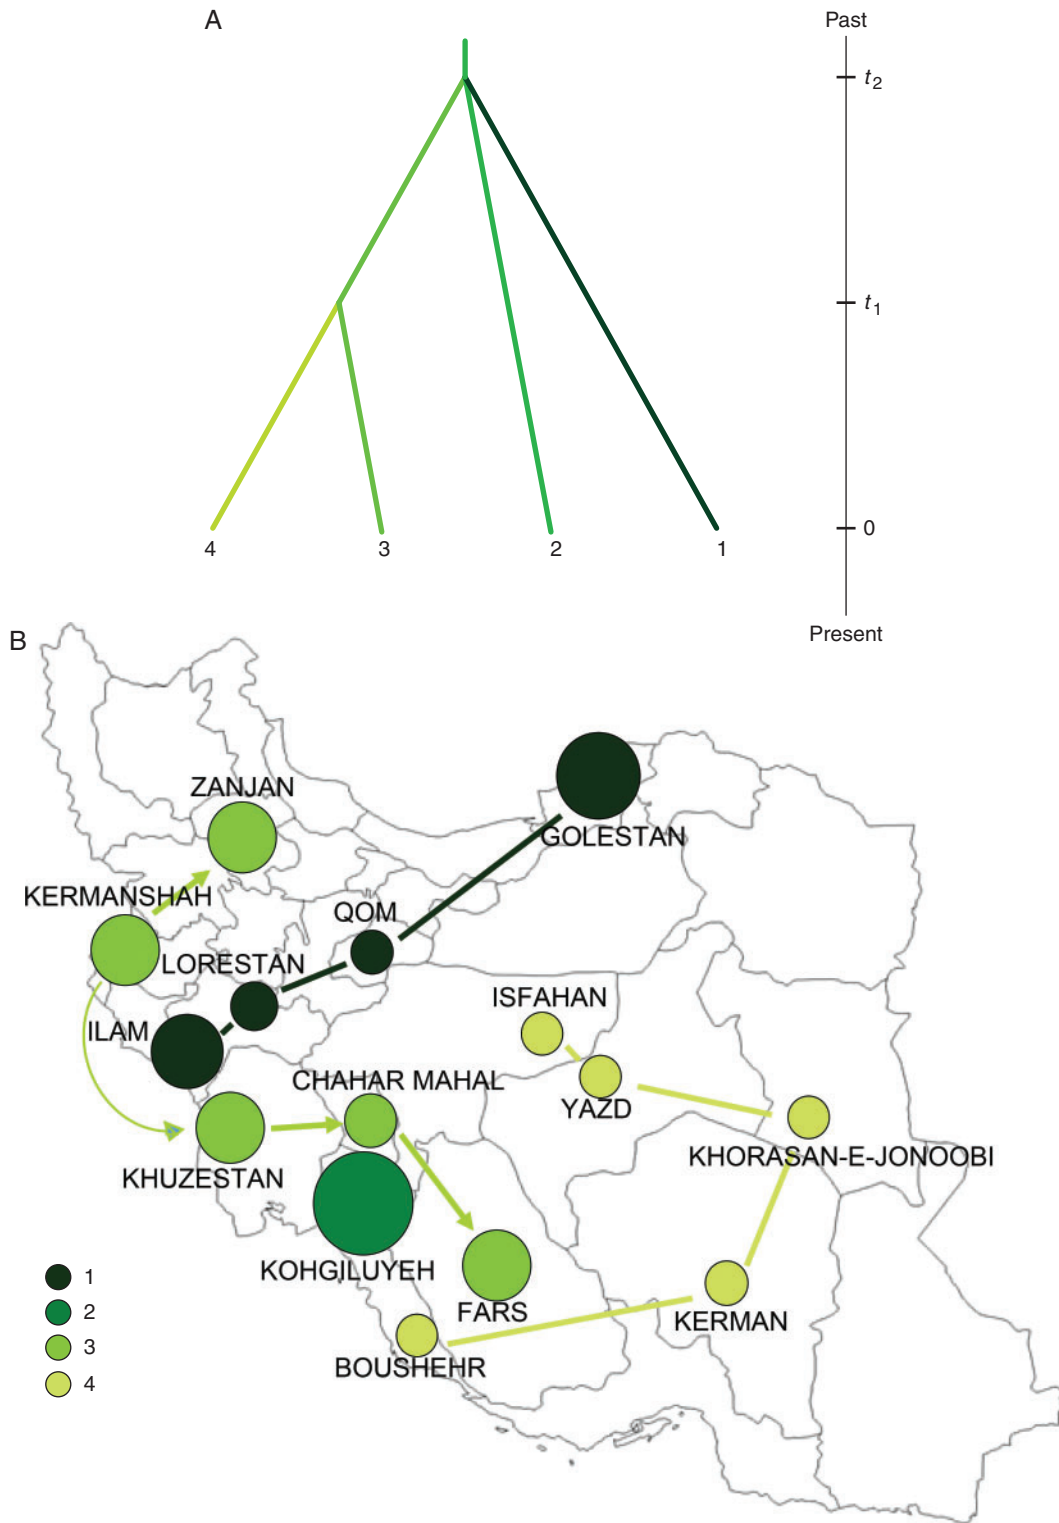 A
Past
t2
t1
0
4
3
2
1
Present
B
ZANJAN
GOLESTAN
KERMANSHAH
QOM
LORESTAN
ISFAHAN
ILAM
CHAHAR MAHAL
YAZD
KHORASAN-E-JONOOBI
KHUZESTAN
KOHGILUYEH
FARS
KERMAN
BOUSHEHR
1
2
3
4